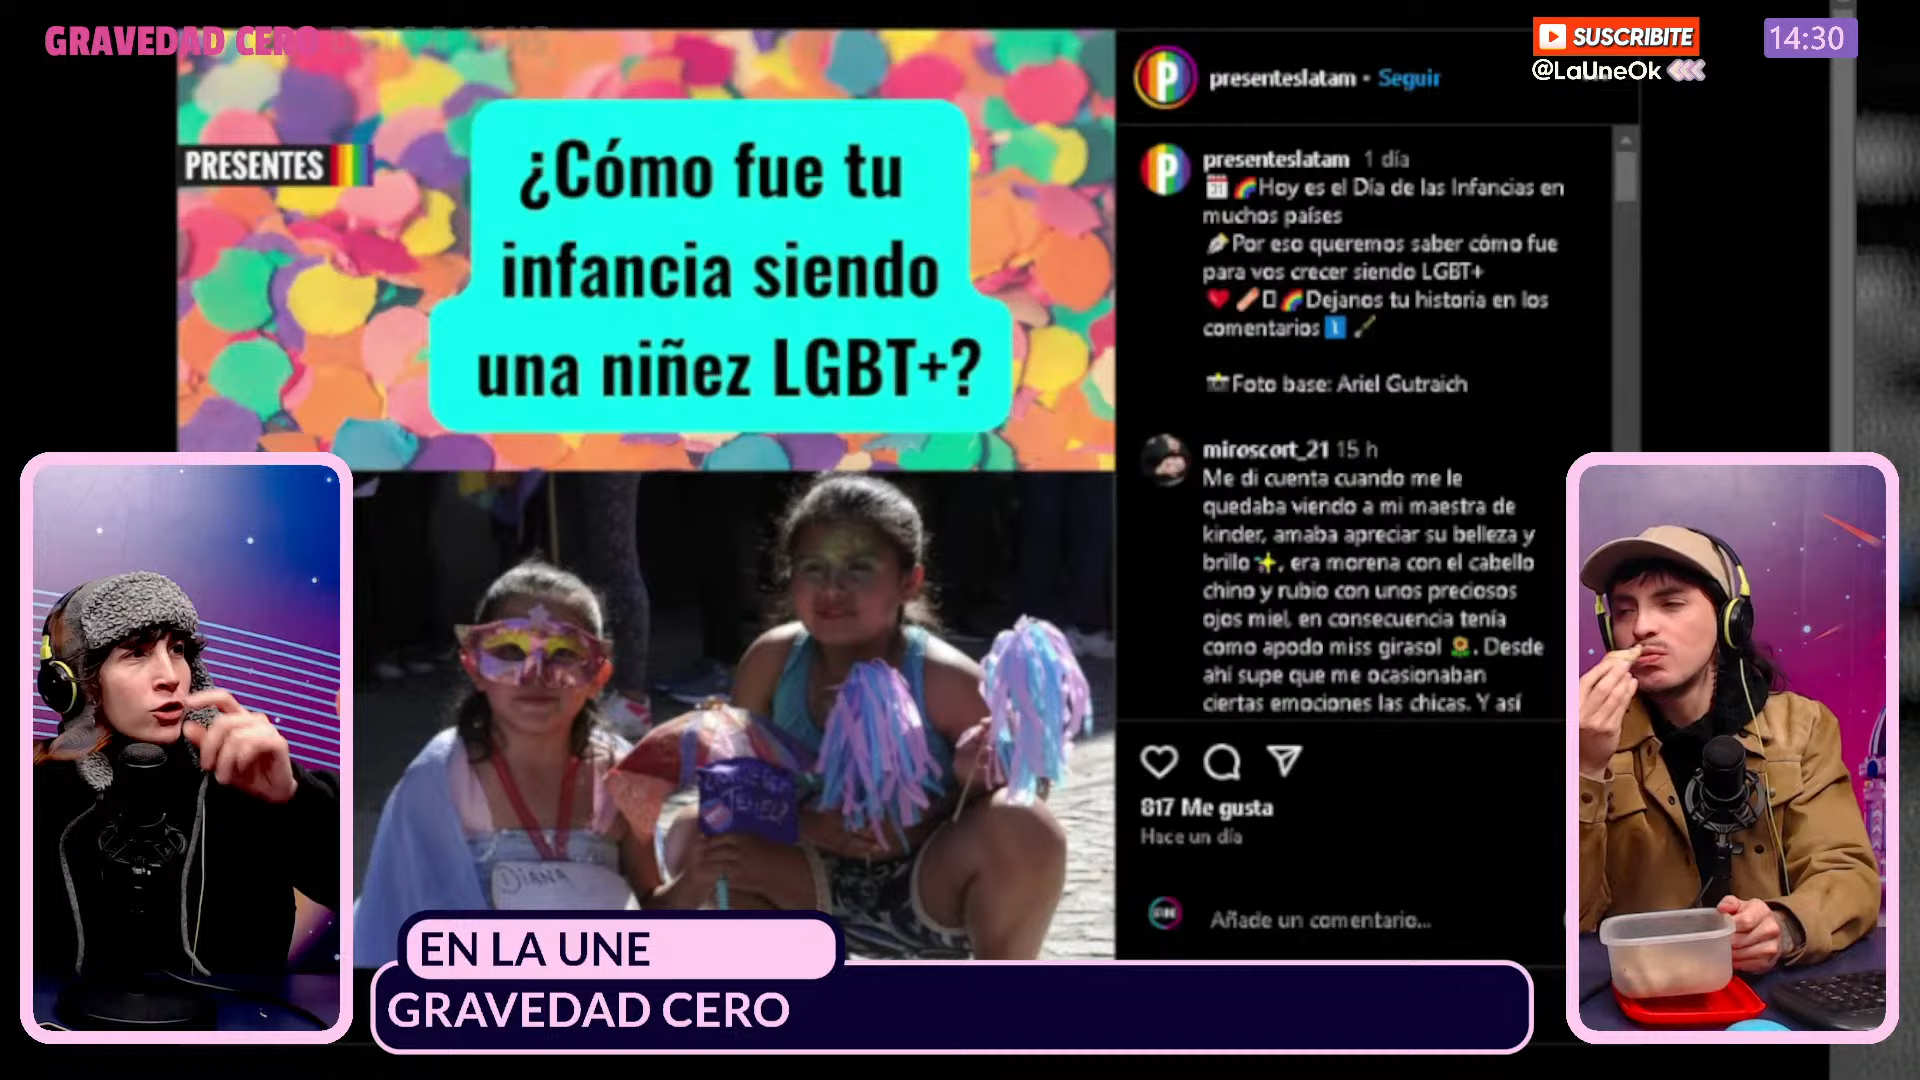 GRAVEDAD CERO
SUSCRIBITE
@LaUneOk
14:30
PRESENTES
¿Cómo fue tu
infancia siendo
una niñez LGBT+?
P presenteslatam • Seguir
P presenteslatam 1 día
Hoy es el Día de las Infancias en
muchos países
Por eso queremos saber cómo fue
para vos crecer siendo LGBT+
Dejanos tu historia en los
comentarios
Foto base: Ariel Gutraich
miroscort_21 15 h
Me di cuenta cuando me le
quedaba viendo a mi maestra de
kinder, amaba apreciar su belleza y
brillo, era morena con el cabello
chino y rubio con unos preciosos
ojos miel, en consecuencia tenía
como apodo miss girasol. Desde
ahí supe que me ocasionaban
ciertas emociones las chicas. Y así
817 Me gusta
Hace un día
Añade un comentario...
DIANA
EN LA UNE
GRAVEDAD CERO